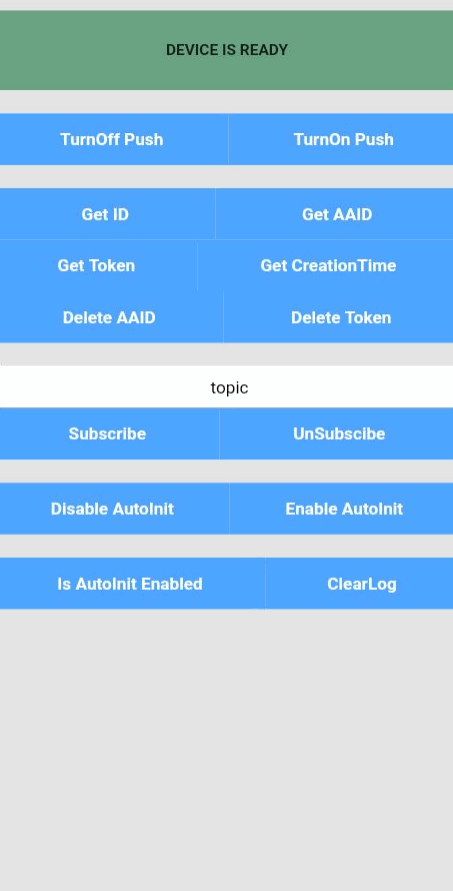 DEVICE IS READY
TurnOff Push TurnOn Push
Get ID Get AAID
Get Token Get CreationTime
Delete AAID Delete Token
topic
Subscribe UnSubscibe
Disable AutoInit Enable AutoInit
Is AutoInit Enabled ClearLog